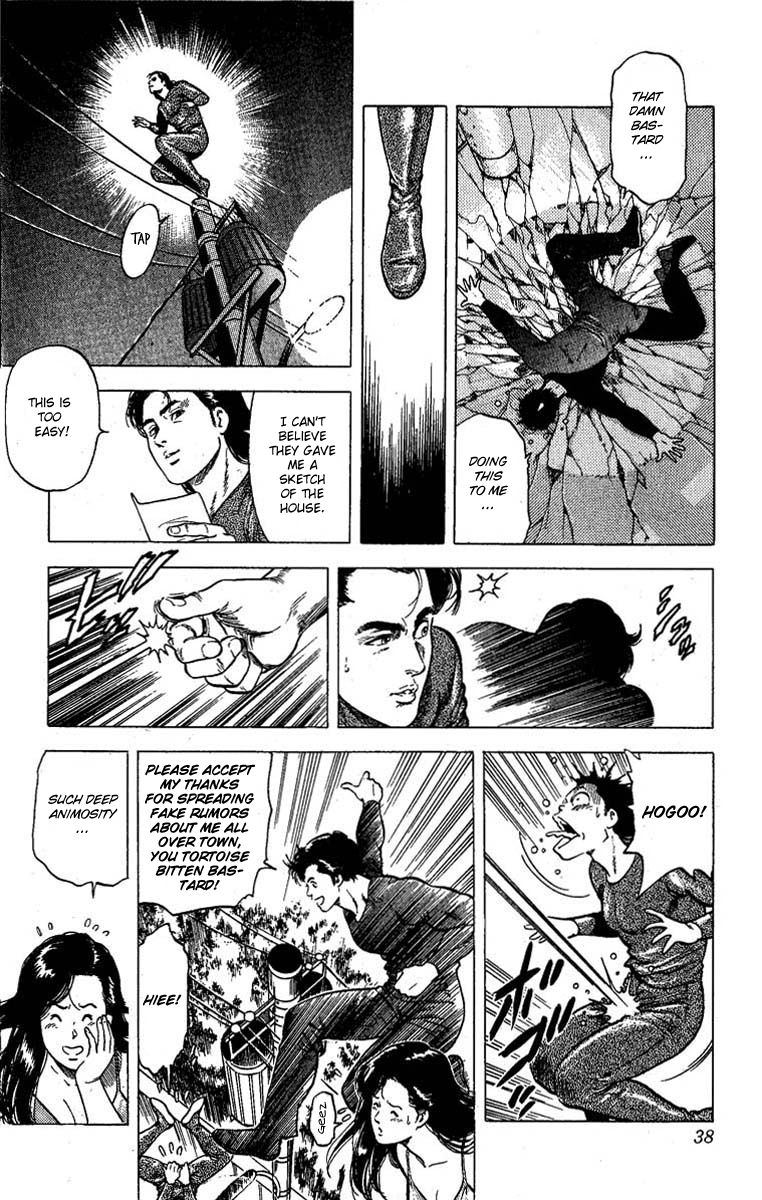 THAT
DAMN
BAS-
TARD
...
DOING
THIS
TO ME
...
TAP
I CAN'T
BELIEVE
THEY GAVE
ME A
SKETCH
OF THE
HOUSE.
THIS IS
TOO
EASY!
HOGOO!
PLEASE ACCEPT
MY THANKS
FOR SPREADING
FAKE RUMORS
ABOUT ME ALL
OVER TOWN,
YOU TORTOISE
BITTEN BAS-
TARD!
HIEE!
Geez
SUCH DEEP
ANIMOSITY
...
38